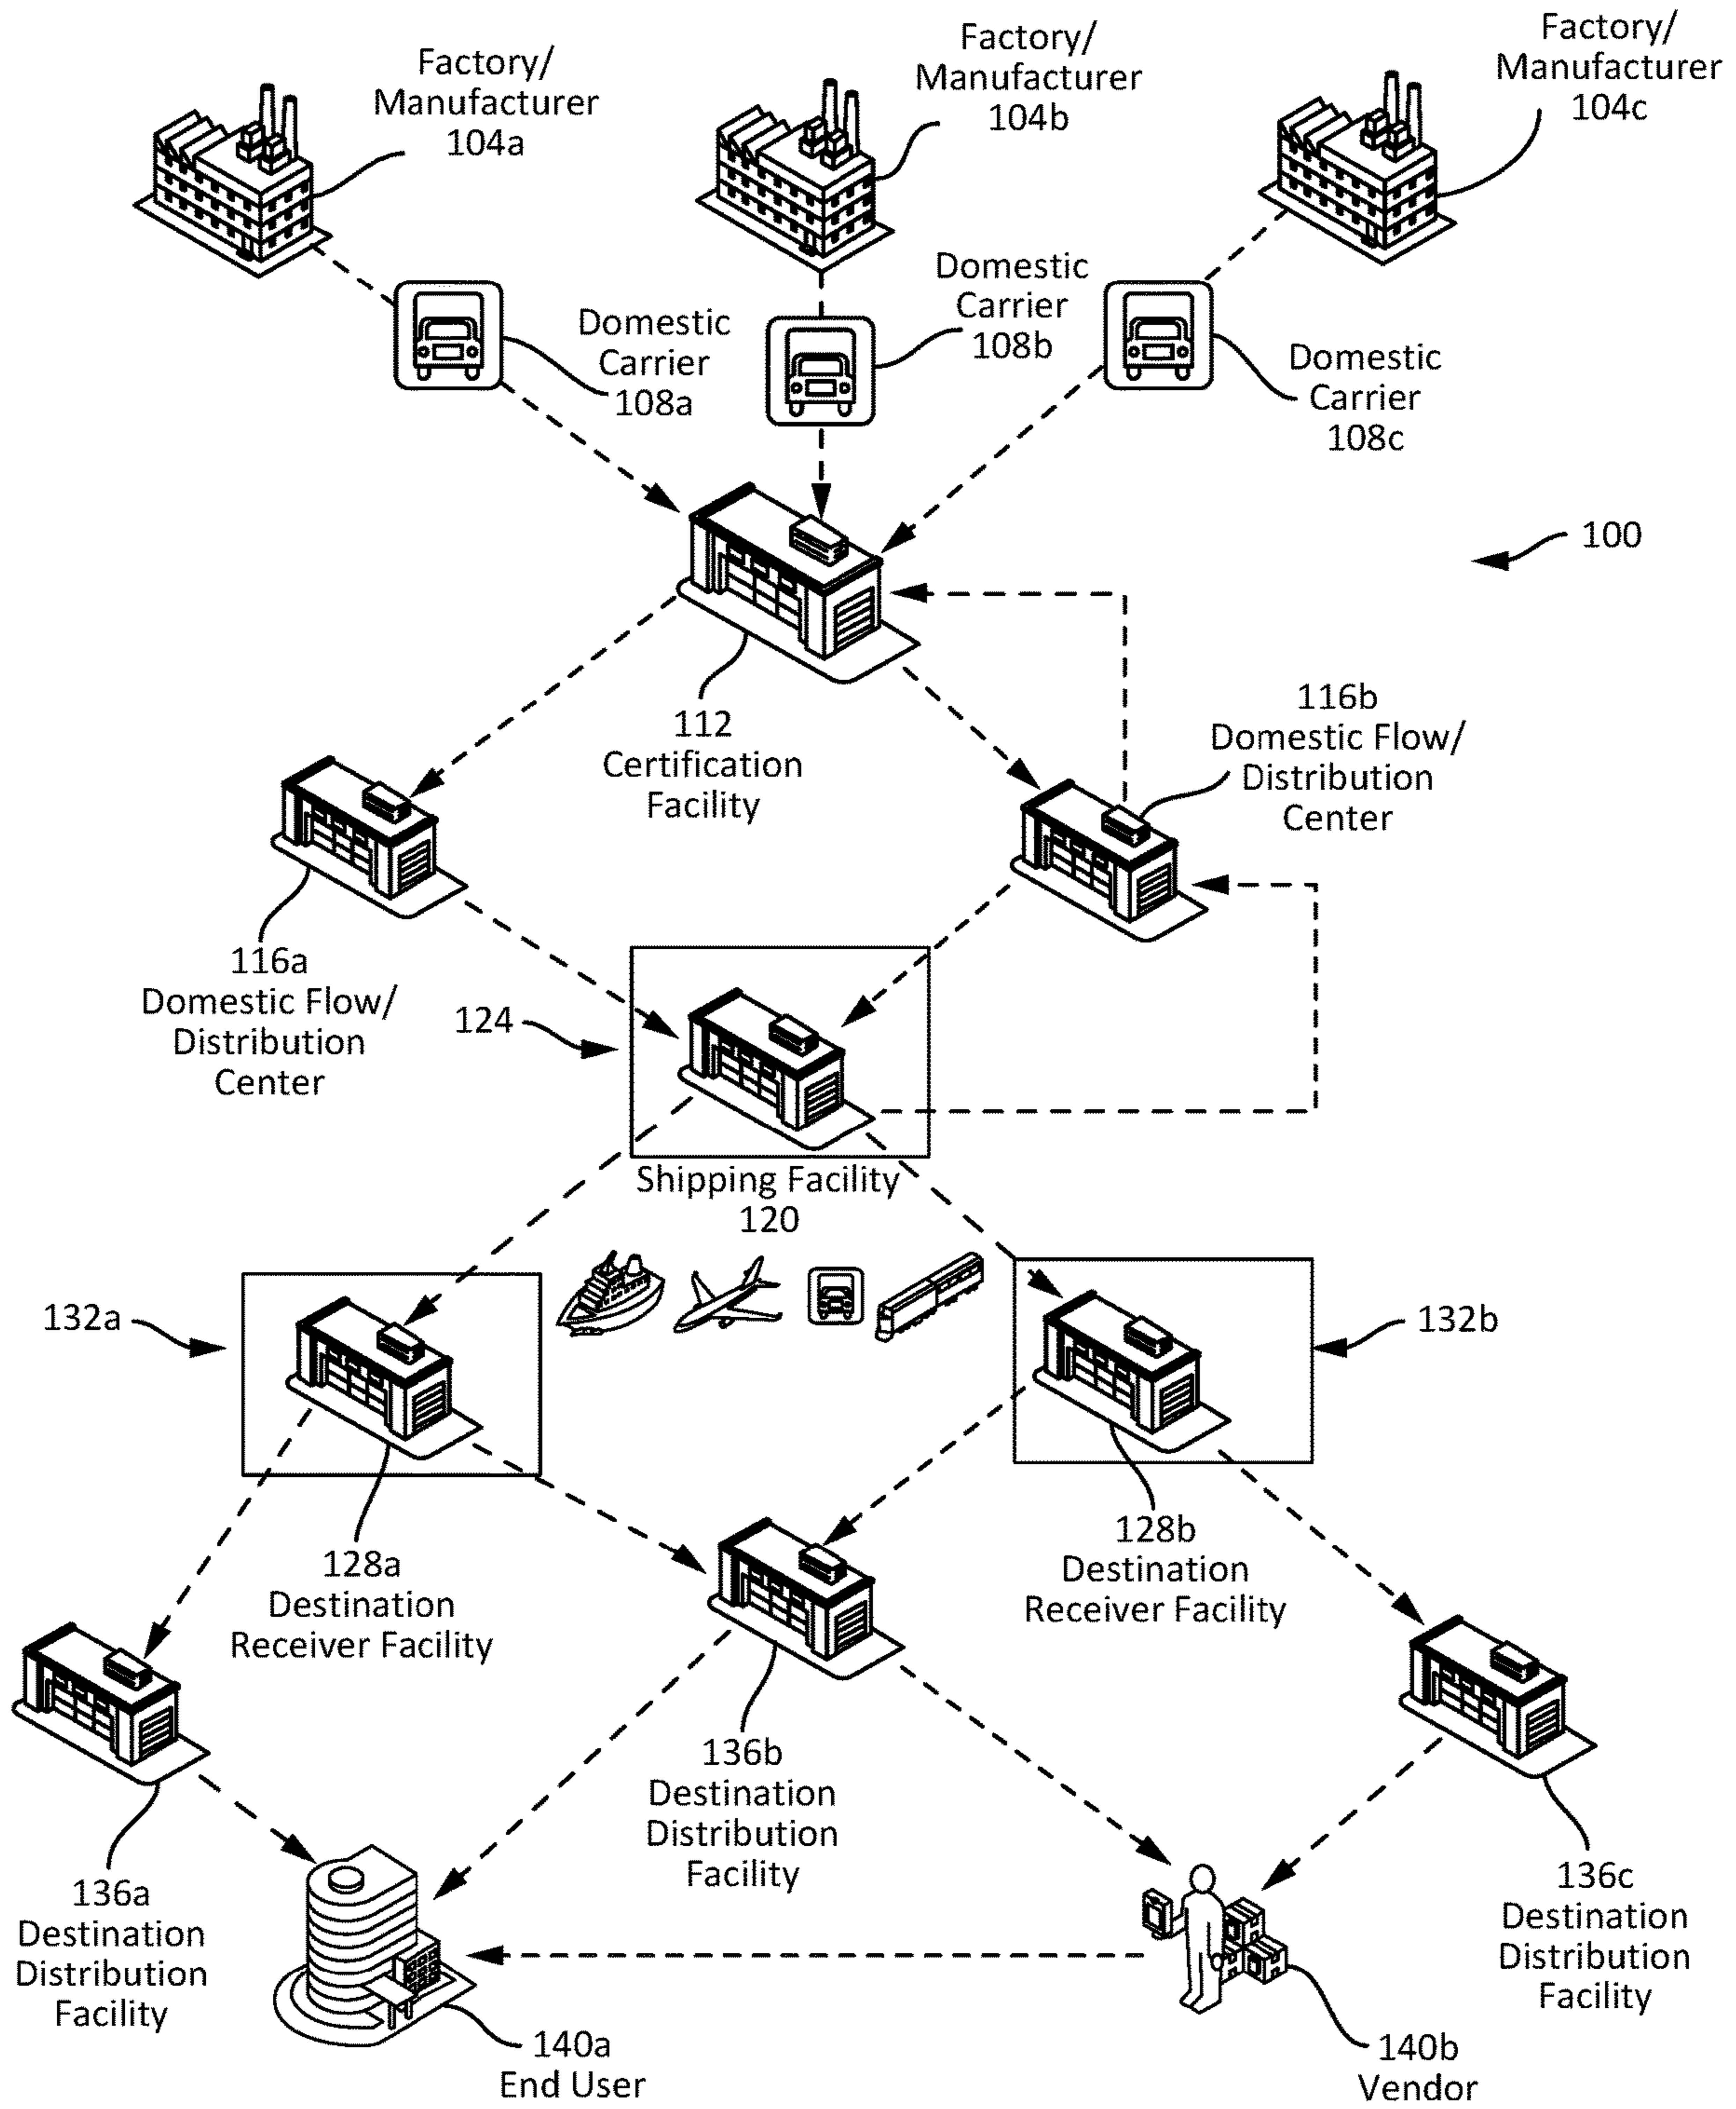 Factory/
Manufacturer
104a
Factory/
Manufacturer
104b
Factory/
Manufacturer
104c
Domestic
Carrier
108a
Domestic
Carrier
108b
Domestic
Carrier
108c
100
112
Certification
Facility
116b
Domestic Flow/
Distribution
Center
116a
Domestic Flow/
Distribution
Center
124
Shipping Facility
120
132a
132b
128a
Destination
Receiver Facility
128b
Destination
Receiver Facility
136b
Destination
Distribution
Facility
136a
Destination
Distribution
Facility
136c
Destination
Distribution
Facility
140a
End User
140b
Vendor